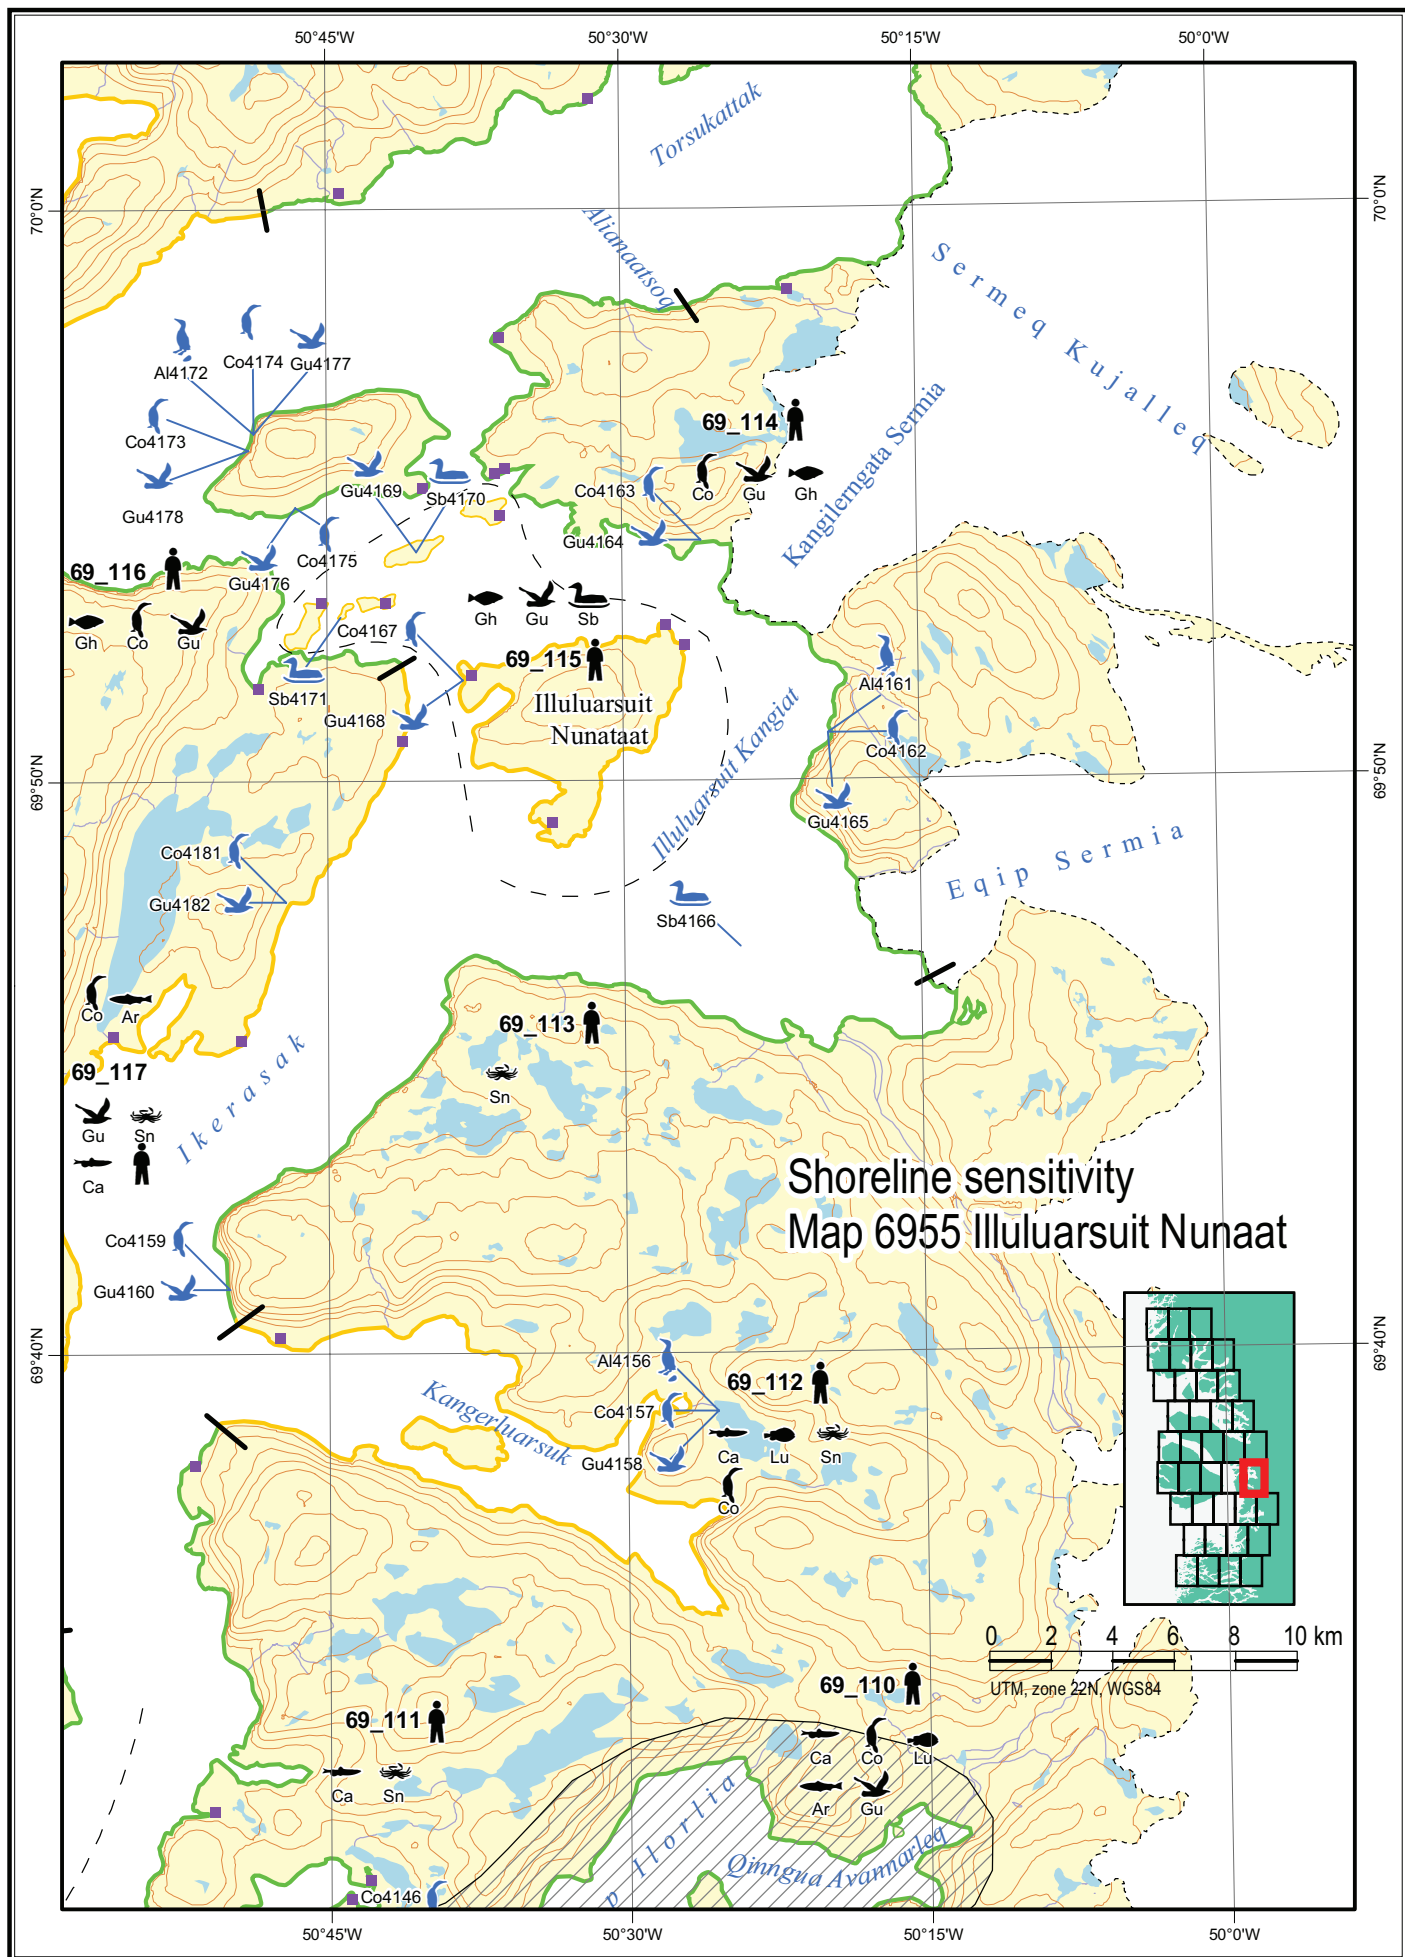 50°45'W
50°30'W
50°15'W
50°0'W
Torsukattak
70°0'N
70°0'N
Alianaatsoq
Sermeq Kujalleq
Al4172
Co4174
Gu4177
Co4173
Gu4178
Gu4169
Sb4170
Co4163
69_114
Co
Gu
Gh
Gu4164
Kangilerngata Sermia
Co4175
Gu4176
69_116
Gh
Co
Gu
Gh
Gu
Sb
Co4167
69_115
Illuluarsuit
Nunataat
Sb4171
Gu4168
Al4161
Co4162
Gu4165
Illuluarsuit Kangiat
69°50'N
69°50'N
Eqip Sermia
Co4181
Gu4182
Sb4166
Co
Ar
69_117
Gu
Sn
Ca
Ikerasak
69_113
Sn
Shoreline sensitivity
Map 6955 Illuluarsuit Nunaat
Co4159
Gu4160
69°40'N
69°40'N
Al4156
Co4157
Gu4158
69_112
Ca
Lu
Sn
Co
Kangerluarsuk
0 2 4 6 8 10 km
UTM, zone 22N, WGS84
69_110
Ca
Co
Lu
Ar
Gu
69_111
Ca
Sn
p Ilorlia
Qinngua Avannarleq
Co4146
50°45'W
50°30'W
50°15'W
50°0'W